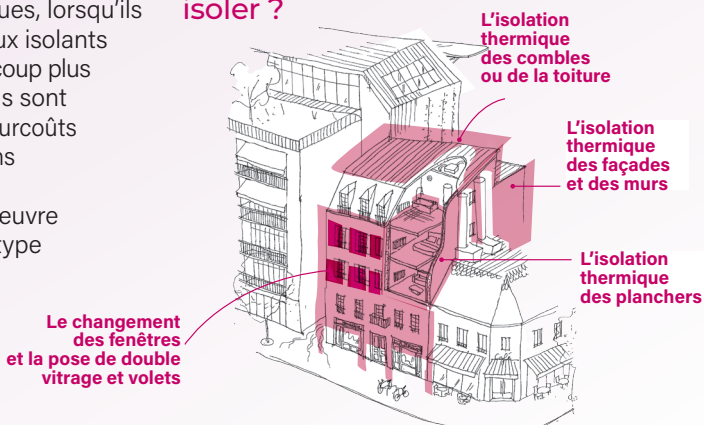 ues, lorsqu'ils
ux isolants
coup plus
s sont
urcoûts
ns
euvre
type
isoler ?
L'isolation
thermique
des combles
ou de la toiture
L'isolation
thermique
des façades
et des murs
L'isolation
thermique
des planchers
Le changement
des fenêtres
et la pose de double
vitrage et volets
Café